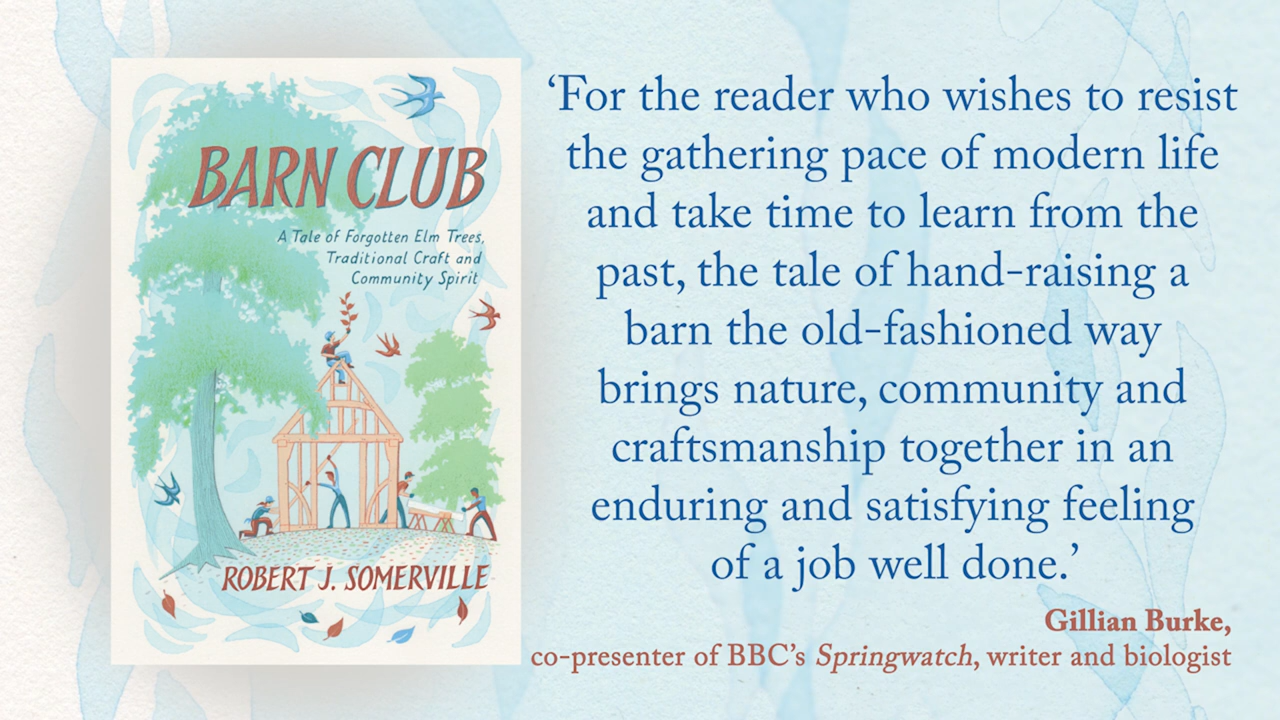 BARN CLUB
A Tale of Forgotten Elm Trees,
Traditional Craft and
Community Spirit
ROBERT J. SOMERVILLE
‘For the reader who wishes to resist
the gathering pace of modern life
and take time to learn from the
past, the tale of hand-raising a
barn the old-fashioned way
brings nature, community and
craftsmanship together in an
enduring and satisfying feeling
of a job well done.’
Gillian Burke,
co-presenter of BBC’s Springwatch, writer and biologist